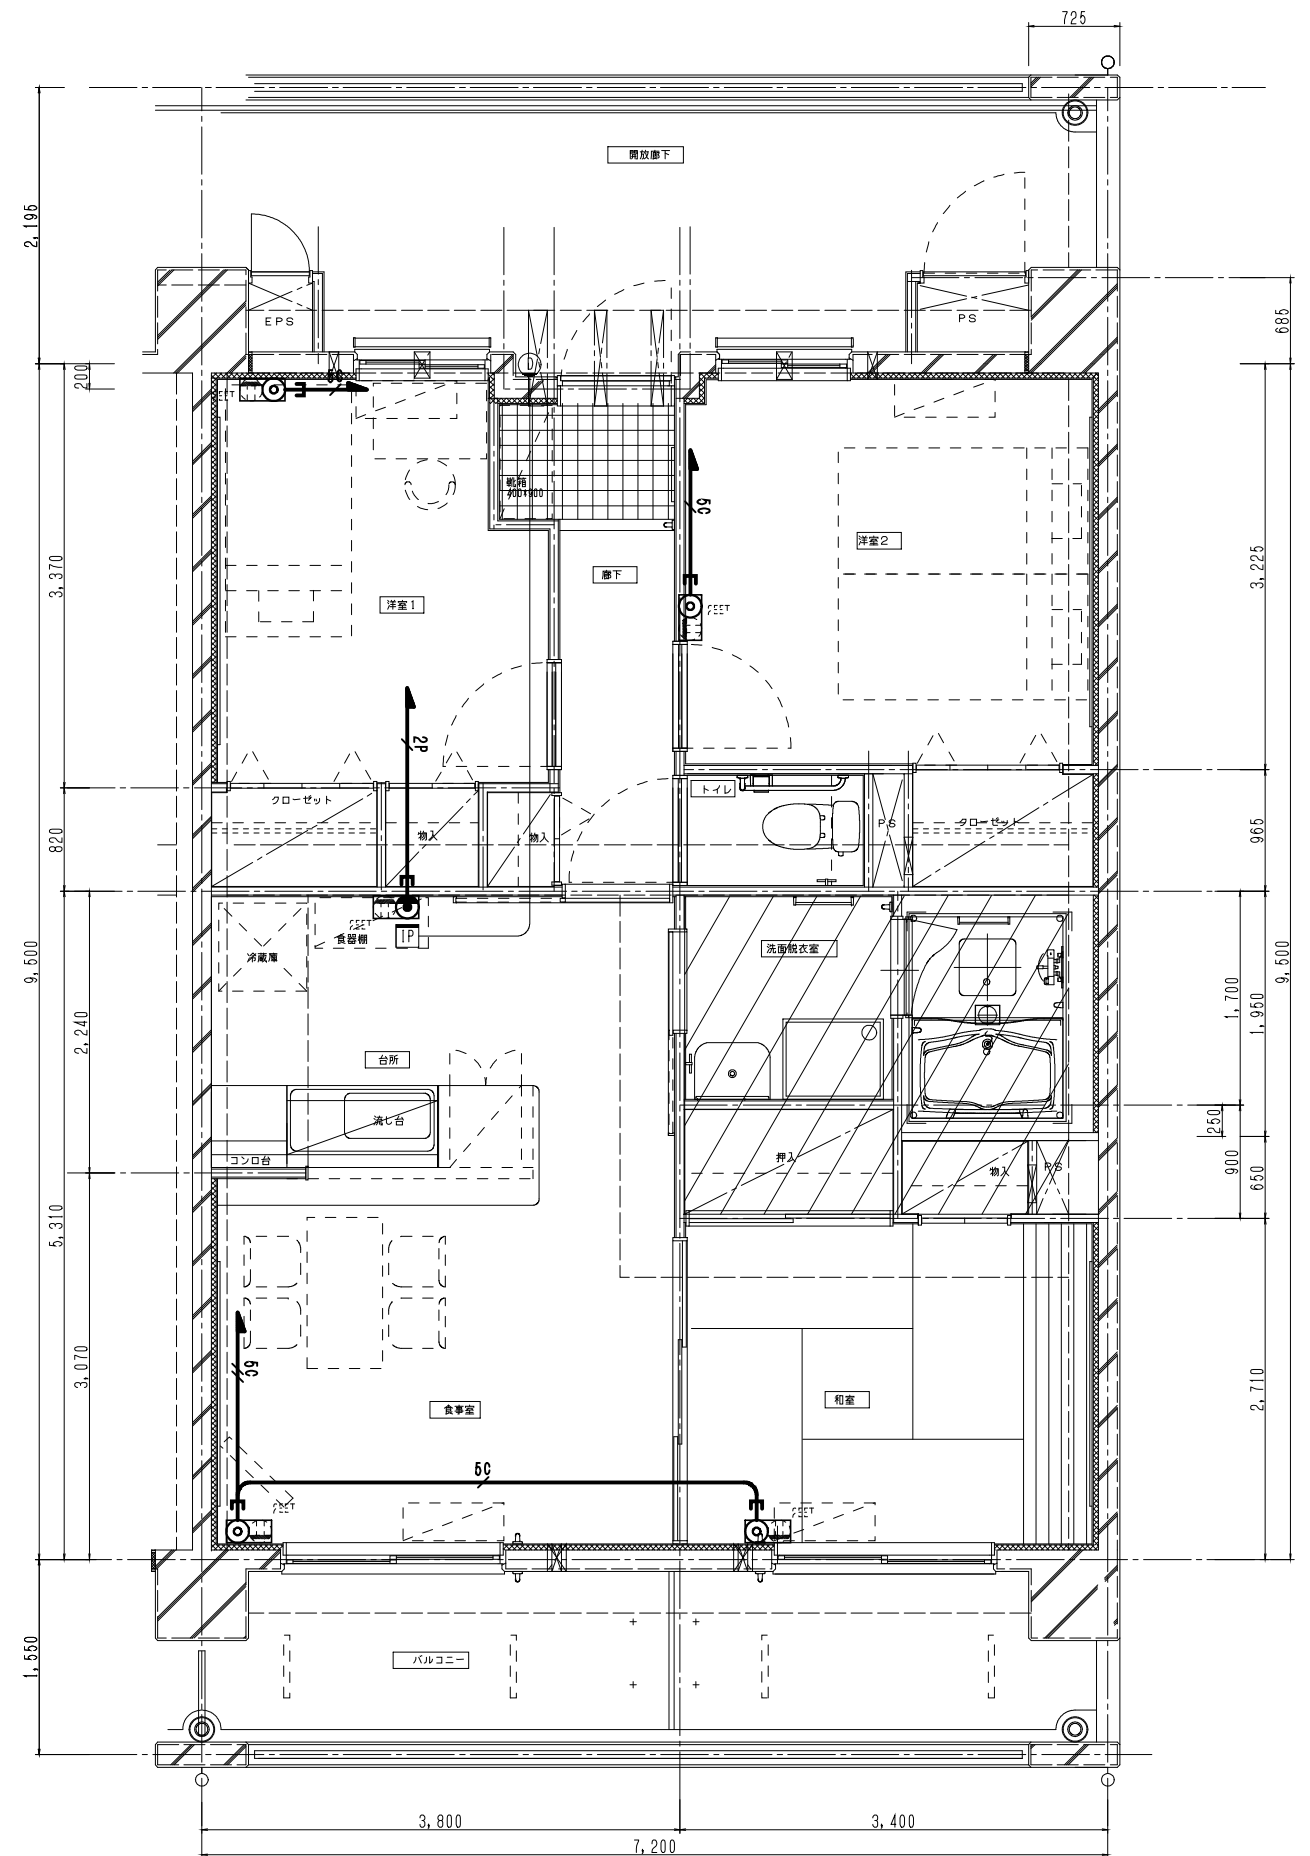 725
開放廊下
2,195
EPS
PS
685
200
5C
D
靴箱
400*900
5C
洋室2
廊下
洋室1
3,370
3,225
2P
クローゼット
物入
物入
トイレ
PS
クローゼット
820
965
食器棚
IP
冷蔵庫
洗面脱衣室
9,500
2,240
台所
1,700
1,950
9,500
流し台
コンロ台
押入
物入
PS
250
900
650
5,310
3,070
5C
食事室
和室
2,710
5C
バルコニー
1,550
3,800
3,400
7,200